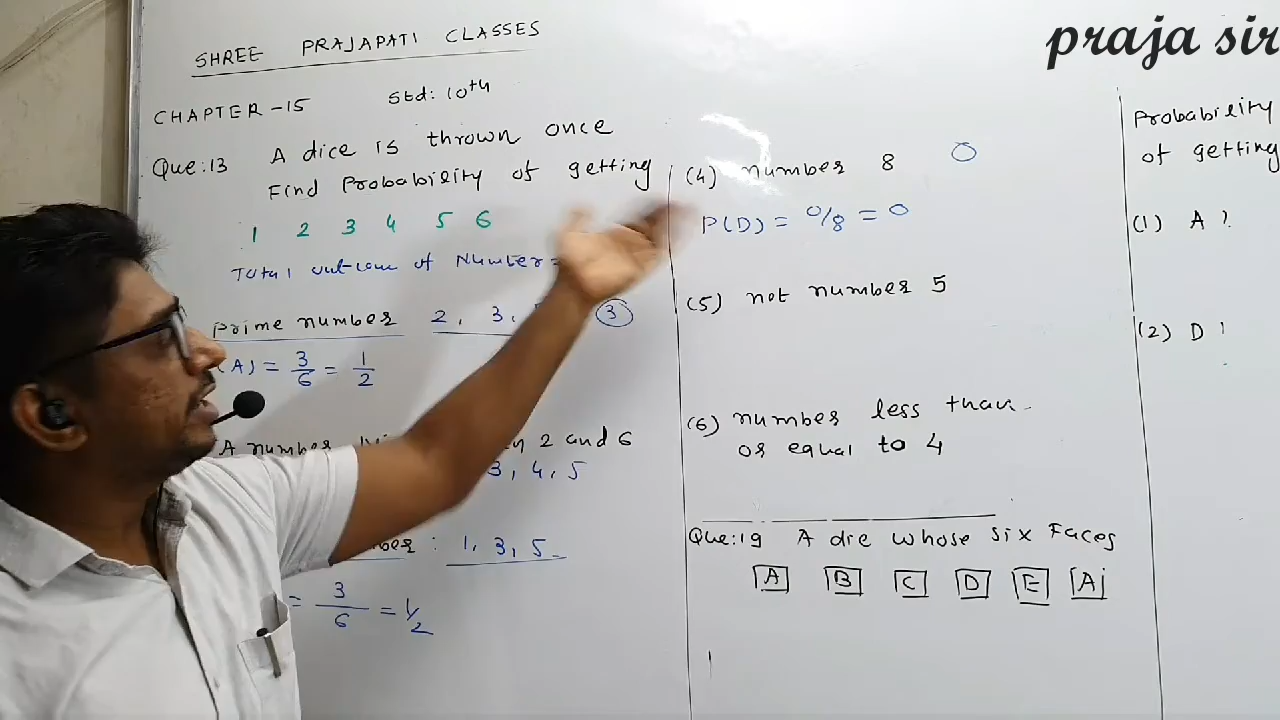 praja sir
SHREE PRAJAPATI CLASSES
CHAPTER -15 Std: 10th
Que:13 A dice is thrown once
Find Probability of getting
1 2 3 4 5 6
Total of Number =
Prime number 2, 3, 3
(A) = 3/6 = 1/2
A number 2 and 6
3, 4, 5
: 1, 3, 5
= 3/6 = 1/2
(4) number 8 0
P(D) = 0/8 = 0
(5) not number 5
(6) number less than
or equal to 4
Que:19 A die whose six Faces
A B C D E A
Probability
of getting
(1) A ?
(2) D ?